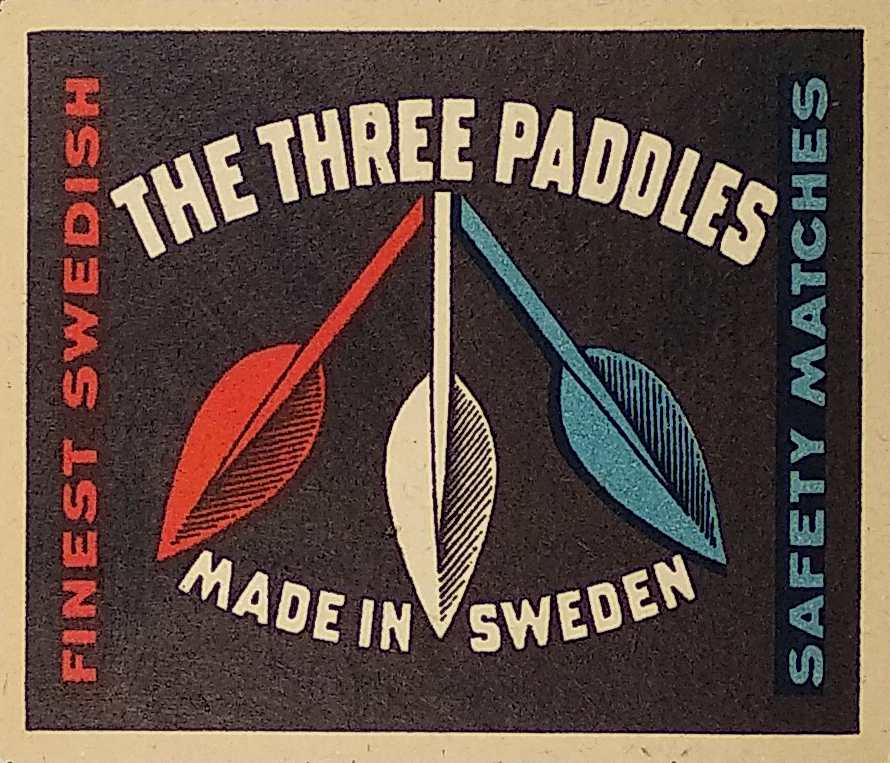 FINEST SWEDISH
THE THREE PADDLES
MADE IN SWEDEN
SAFETY MATCHES